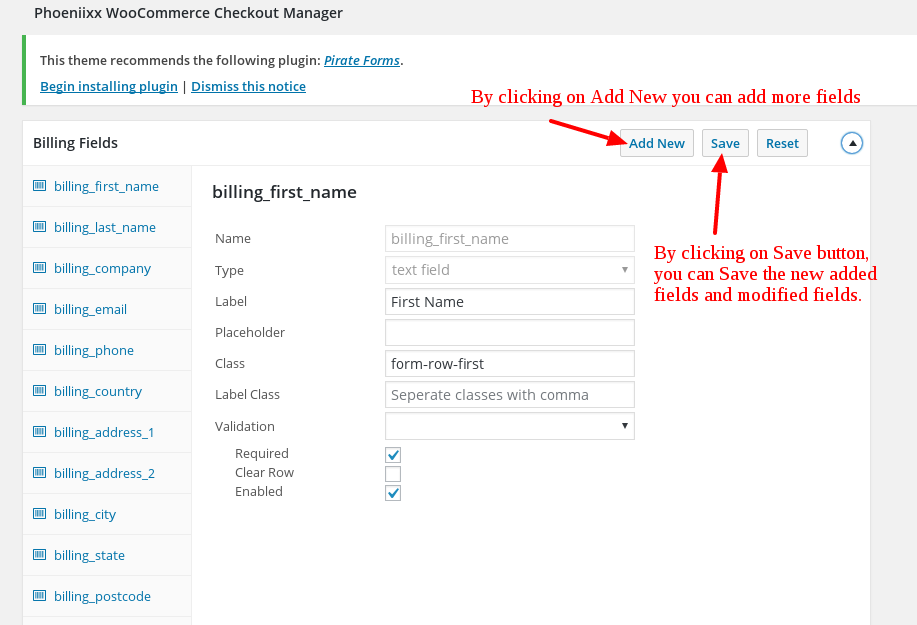 Phoeniixx WooCommerce Checkout Manager
This theme recommends the following plugin: Pirate Forms.
Begin installing plugin | Dismiss this notice
By clicking on Add New you can add more fields
Billing Fields
Add New
Save
Reset
By clicking on Save button,
you can Save the new added
fields and modified fields.
billing_first_name
billing_last_name
billing_company
billing_email
billing_phone
billing_country
billing_address_1
billing_address_2
billing_city
billing_state
billing_postcode
billing_first_name
Name billing_first_name
Type text field
Label First Name
Placeholder
Class form-row-first
Label Class Seperate classes with comma
Validation
Required
Clear Row
Enabled